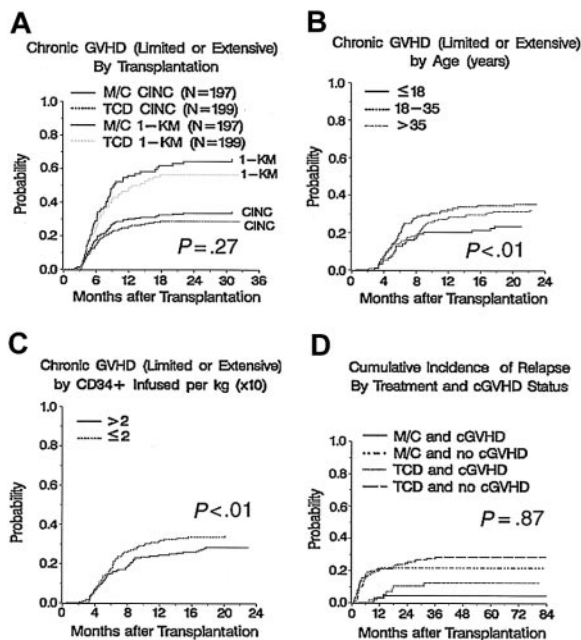 A
Chronic GVHD (Limited or Extensive)
By Transplantation
M/C CINC (N=197)
TCD CINC (N=199)
M/C 1-KM (N=197)
TCD 1-KM (N=199)
1.0
0.8
0.6
0.4
0.2
0.0
Probability
1-KM
1-KM
CINC
CINC
P=.27
0 6 12 18 24 30 36
Months after Transplantation
B
Chronic GVHD (Limited or Extensive)
by Age (years)
≤18
18-35
>35
1.0
0.8
0.6
0.4
0.2
0.0
Probability
P<.01
0 4 8 12 16 20 24
Months after Transplantation
C
Chronic GVHD (Limited or Extensive)
by CD34+ Infused per kg (x10)
>2
≤2
1.0
0.8
0.6
0.4
0.2
0.0
Probability
P<.01
0 4 8 12 16 20 23
Months after Transplantation
D
Cumulative Incidence of Relapse
By Treatment and cGVHD Status
M/C and cGVHD
M/C and no cGVHD
TCD and cGVHD
TCD and no cGVHD
1.0
0.8
0.6
0.4
0.2
0.0
Probability
P=.87
0 12 24 36 48 60 72 84
Months after Transplantation